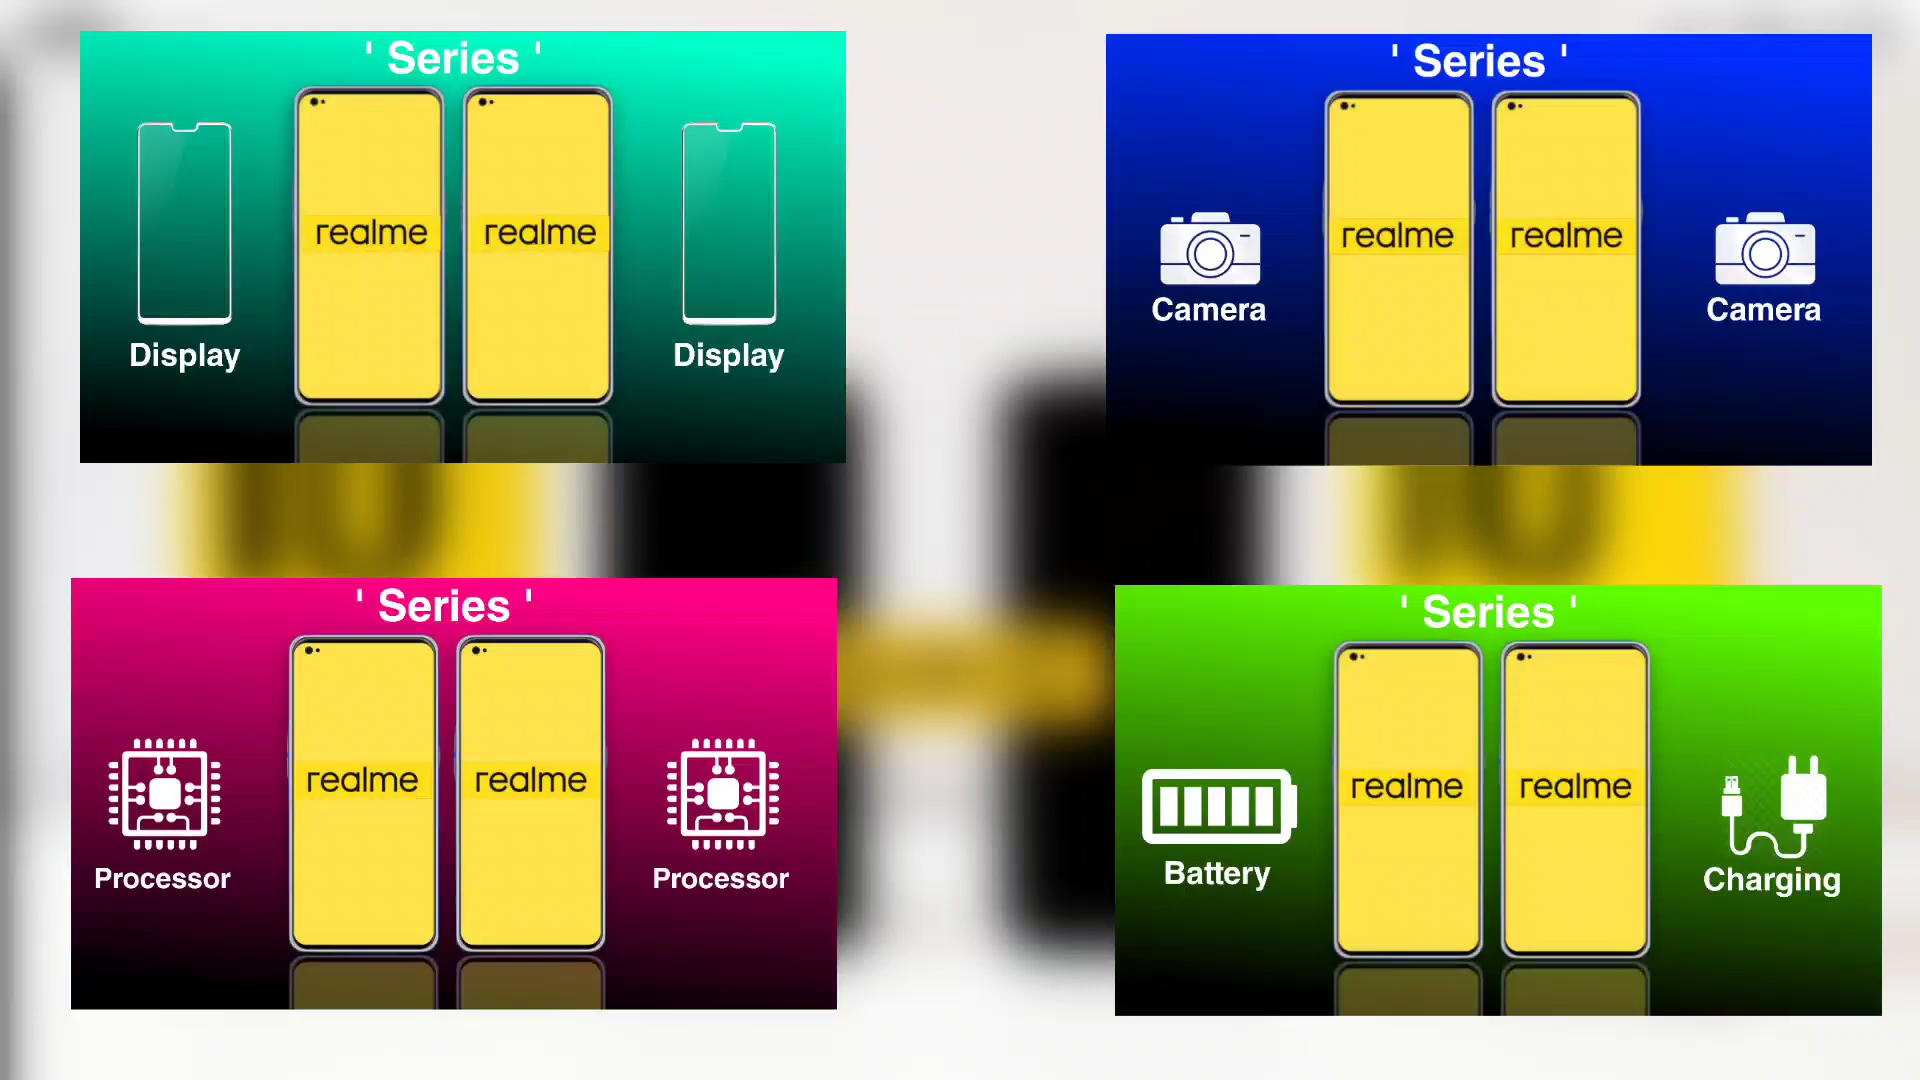 ' Series '
realme realme
Display Display
' Series '
realme realme
Camera Camera
' Series '
realme realme
Processor Processor
' Series '
realme realme
Battery Charging